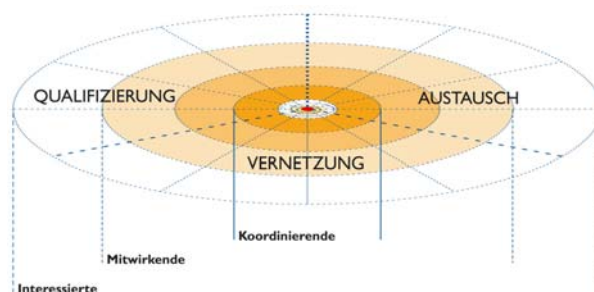 QUALIFIZIERUNG
AUSTAUSCH
VERNETZUNG
Koordinierende
Mitwirkende
Interessierte